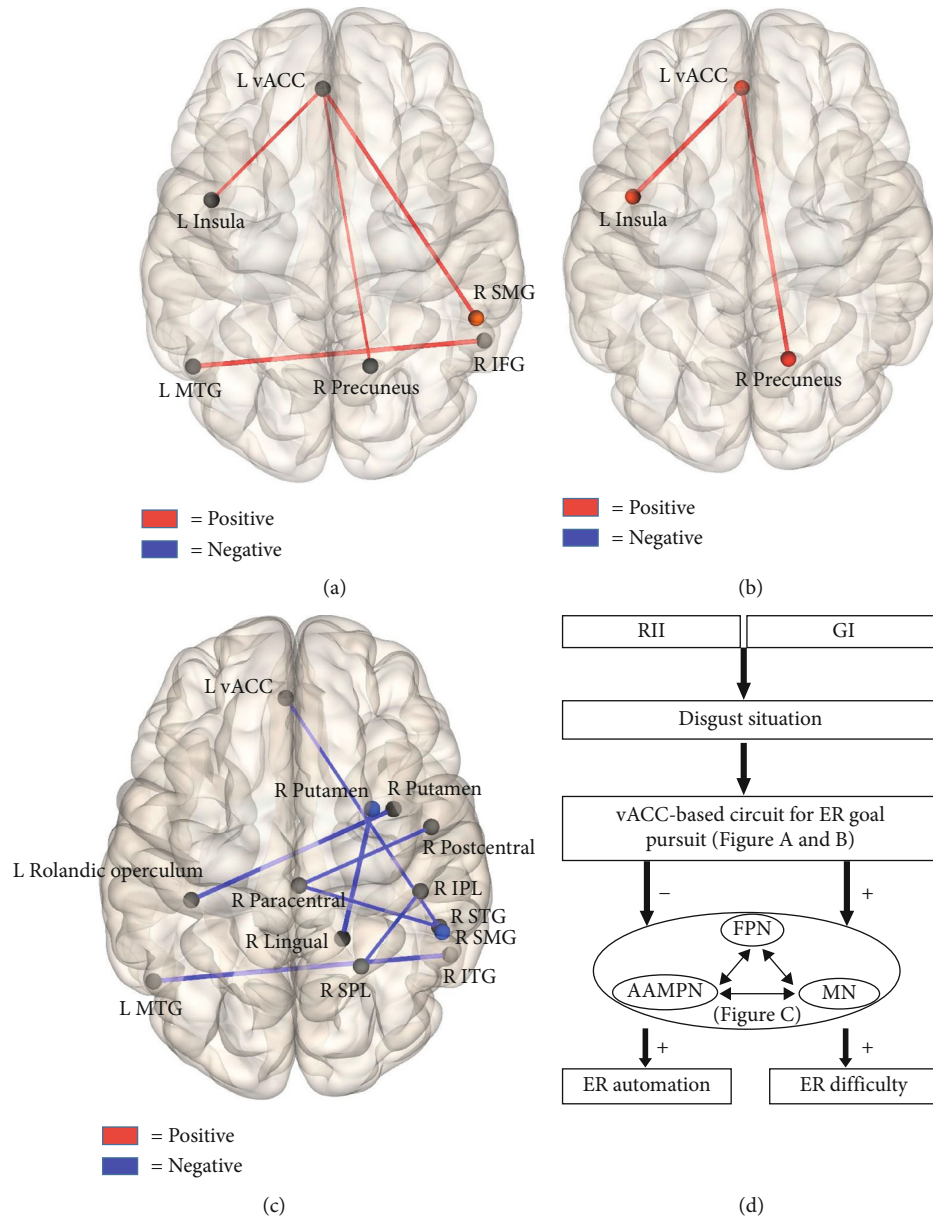 L vACC
L Insula
R SMG
R IFG
L MTG
R Precuneus
= Positive
= Negative
(a)
L vACC
L Insula
R Precuneus
= Positive
= Negative
(b)
L vACC
R Putamen
R Putamen
R Postcentral
L Rolandic operculum
R IPL
R Paracentral
R STG
R SMG
R Lingual
R ITG
R SPL
L MTG
= Positive
= Negative
(c)
RII
GI
Disgust situation
vACC-based circuit for ER goal
pursuit (Figure A and B)
−
+
FPN
AAMPN
MN
(Figure C)
+
+
ER automation
ER difficulty
(d)